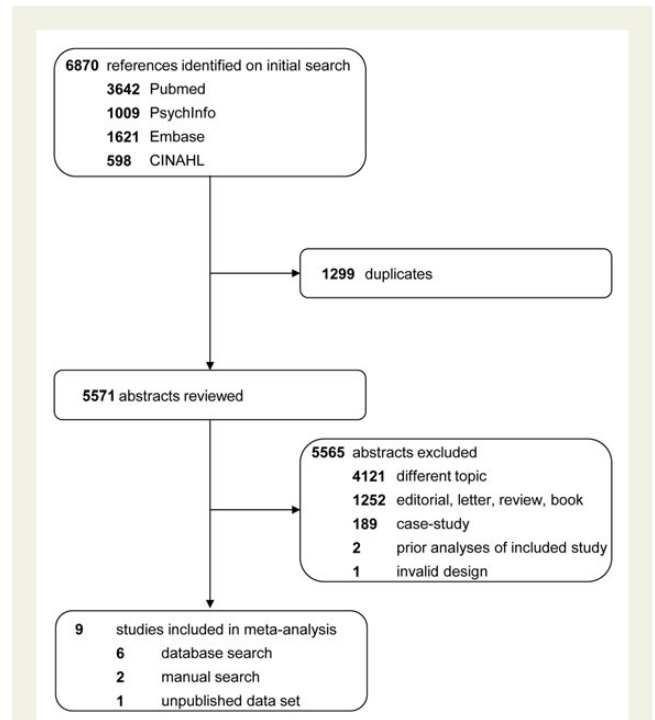 6870 references identified on initial search
3642 Pubmed
1009 PsychInfo
1621 Embase
598 CINAHL
1299 duplicates
5571 abstracts reviewed
5565 abstracts excluded
4121 different topic
1252 editorial, letter, review, book
189 case-study
2 prior analyses of included study
1 invalid design
9 studies included in meta-analysis
6 database search
2 manual search
1 unpublished data set